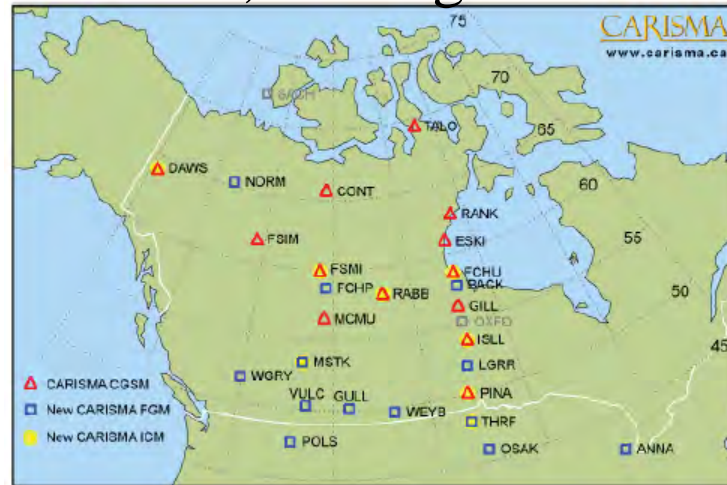 75
CARISMA
www.carisma.ca
70
TALO
65
DAWS
NORM
CONT
60
RANK
FSIM
ESKI
55
FSMI
FCHU
FCHP
BACK
RABB
50
GILL
MCMU
OXFD
ISLL
45
MSTK
LGRR
WGRY
CARISMA CGSM
PINA
VULC
GULL
New CARISMA FGM
WEYB
THRF
New CARISMA ICM
POLS
OSAK
ANNA